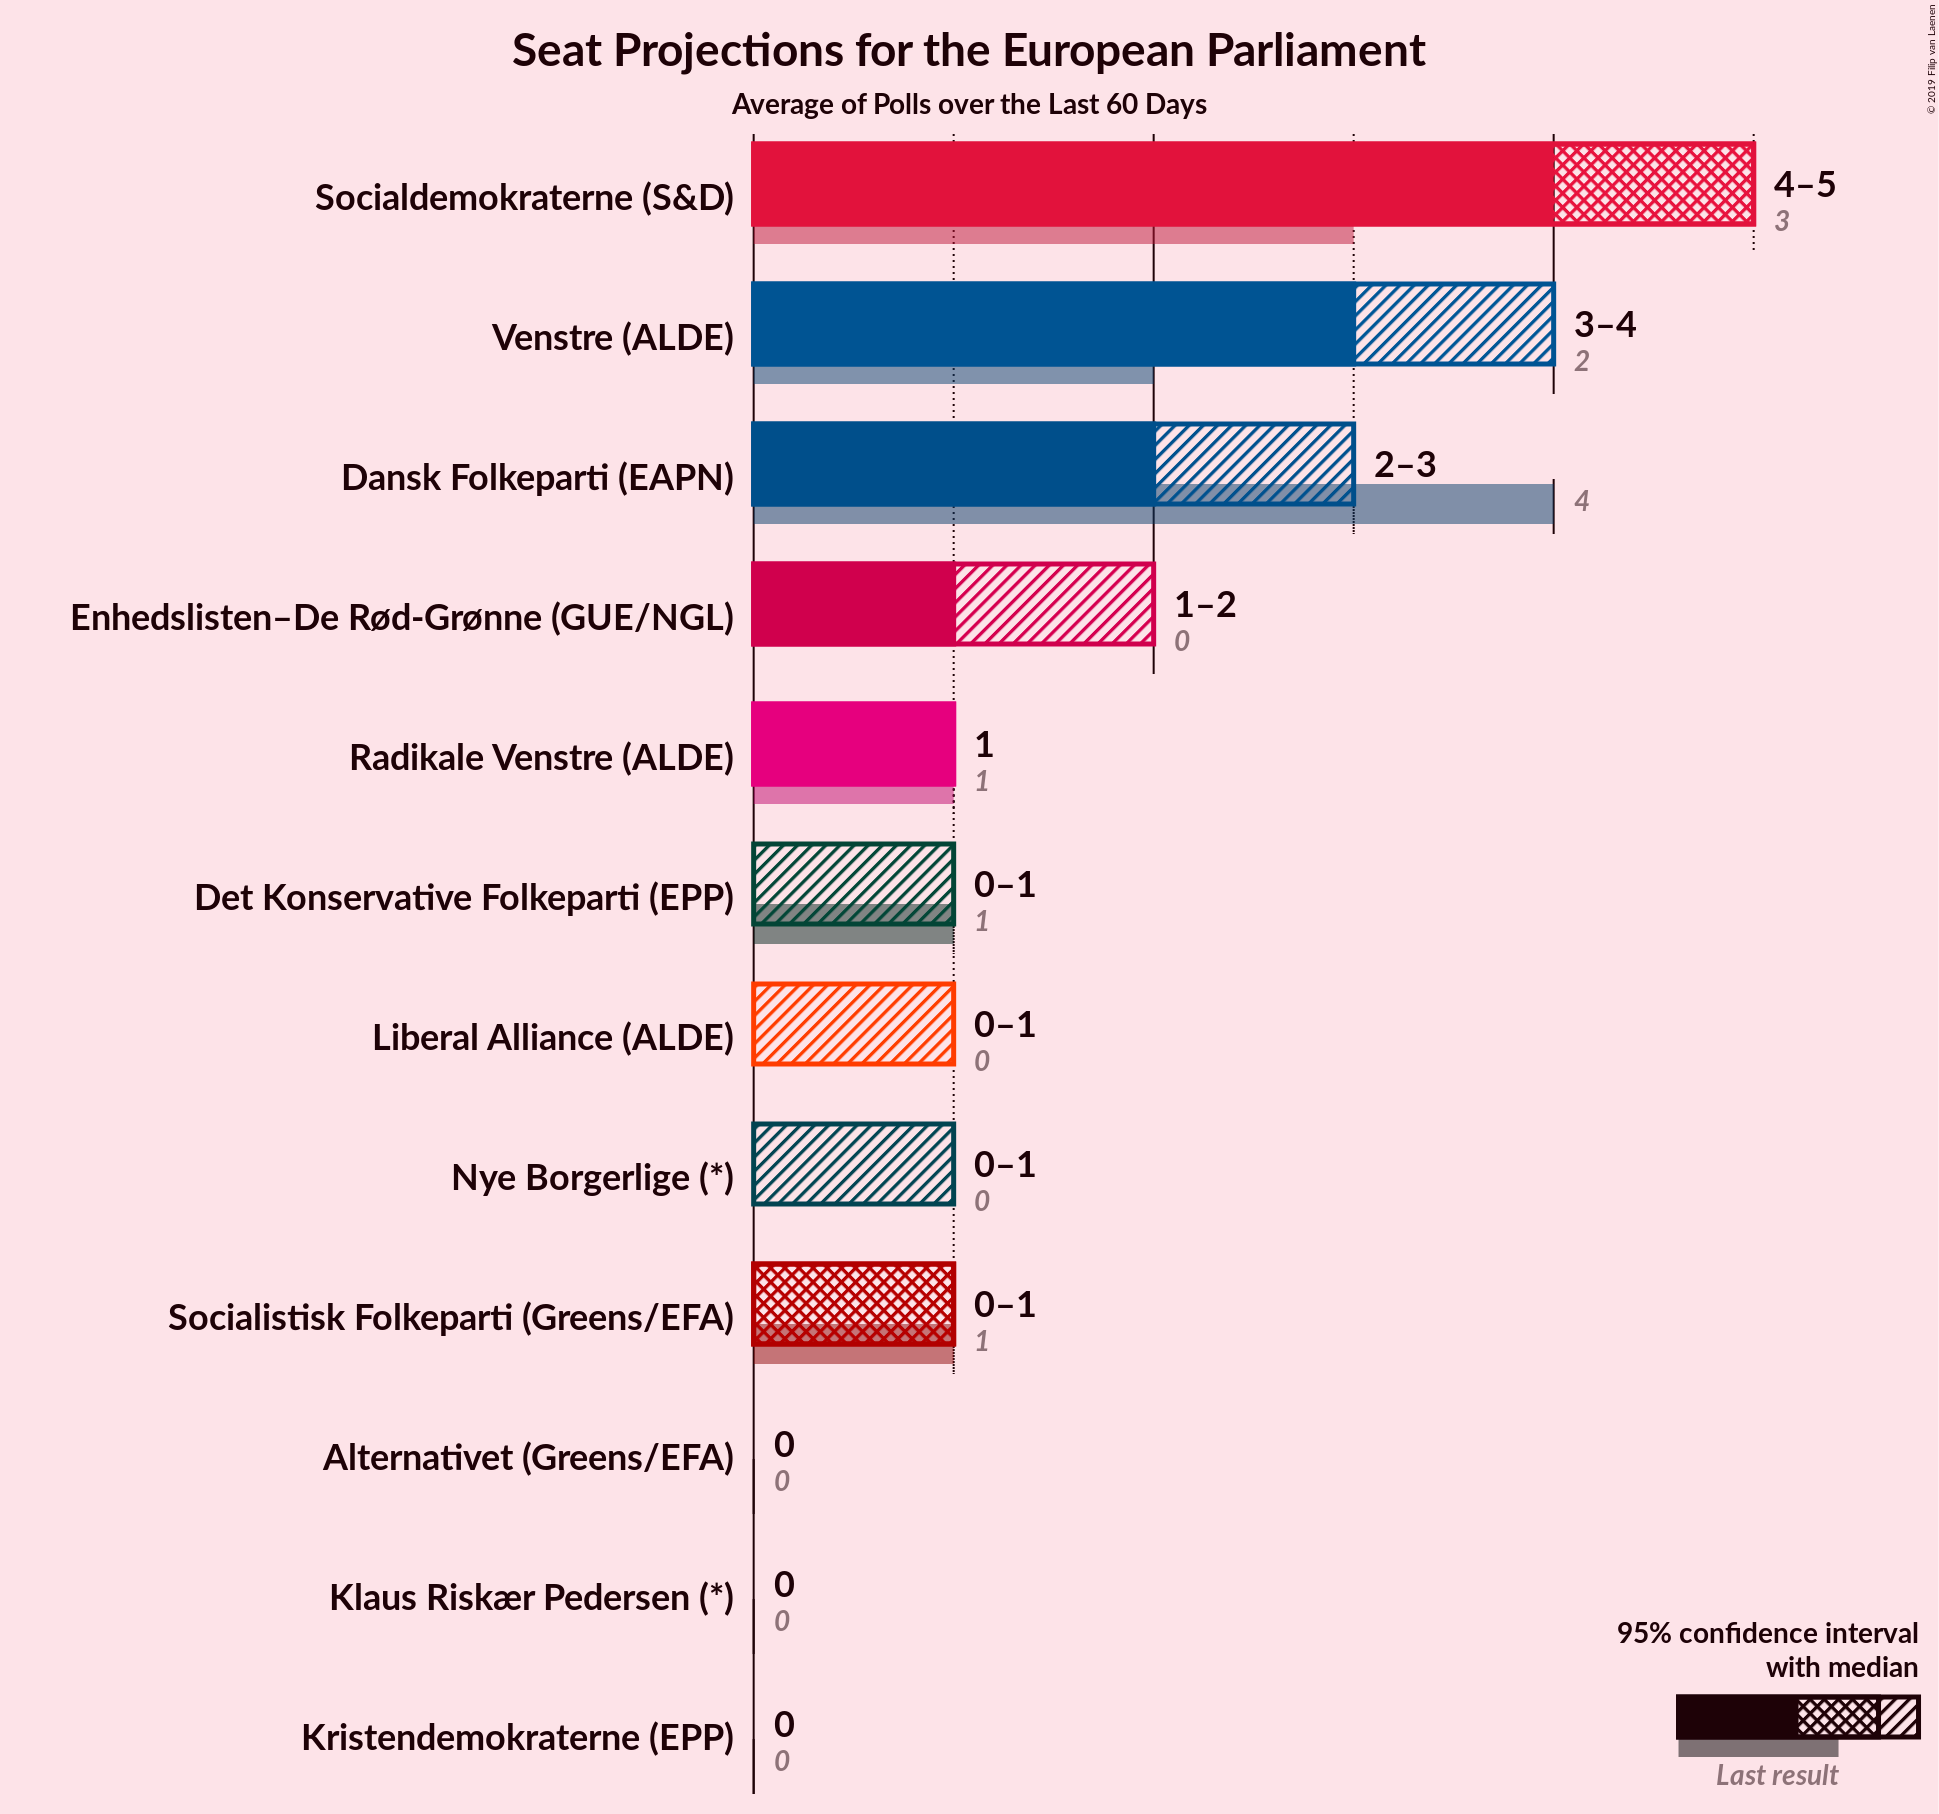 Seat Projections for the European Parliament
Average of Polls over the Last 60 Days
© 2019 Filip van Laenen
Socialdemokraterne (S&D)
4–5
3
Venstre (ALDE)
3–4
2
Dansk Folkeparti (EAPN)
2–3
4
Enhedslisten–De Rød-Grønne (GUE/NGL)
1–2
0
Radikale Venstre (ALDE)
1
1
Det Konservative Folkeparti (EPP)
0–1
1
Liberal Alliance (ALDE)
0–1
0
Nye Borgerlige (*)
0–1
0
Socialistisk Folkeparti (Greens/EFA)
0–1
1
Alternativet (Greens/EFA)
0
0
Klaus Riskær Pedersen (*)
0
0
Kristendemokraterne (EPP)
0
0
95% confidence interval
with median
Last result